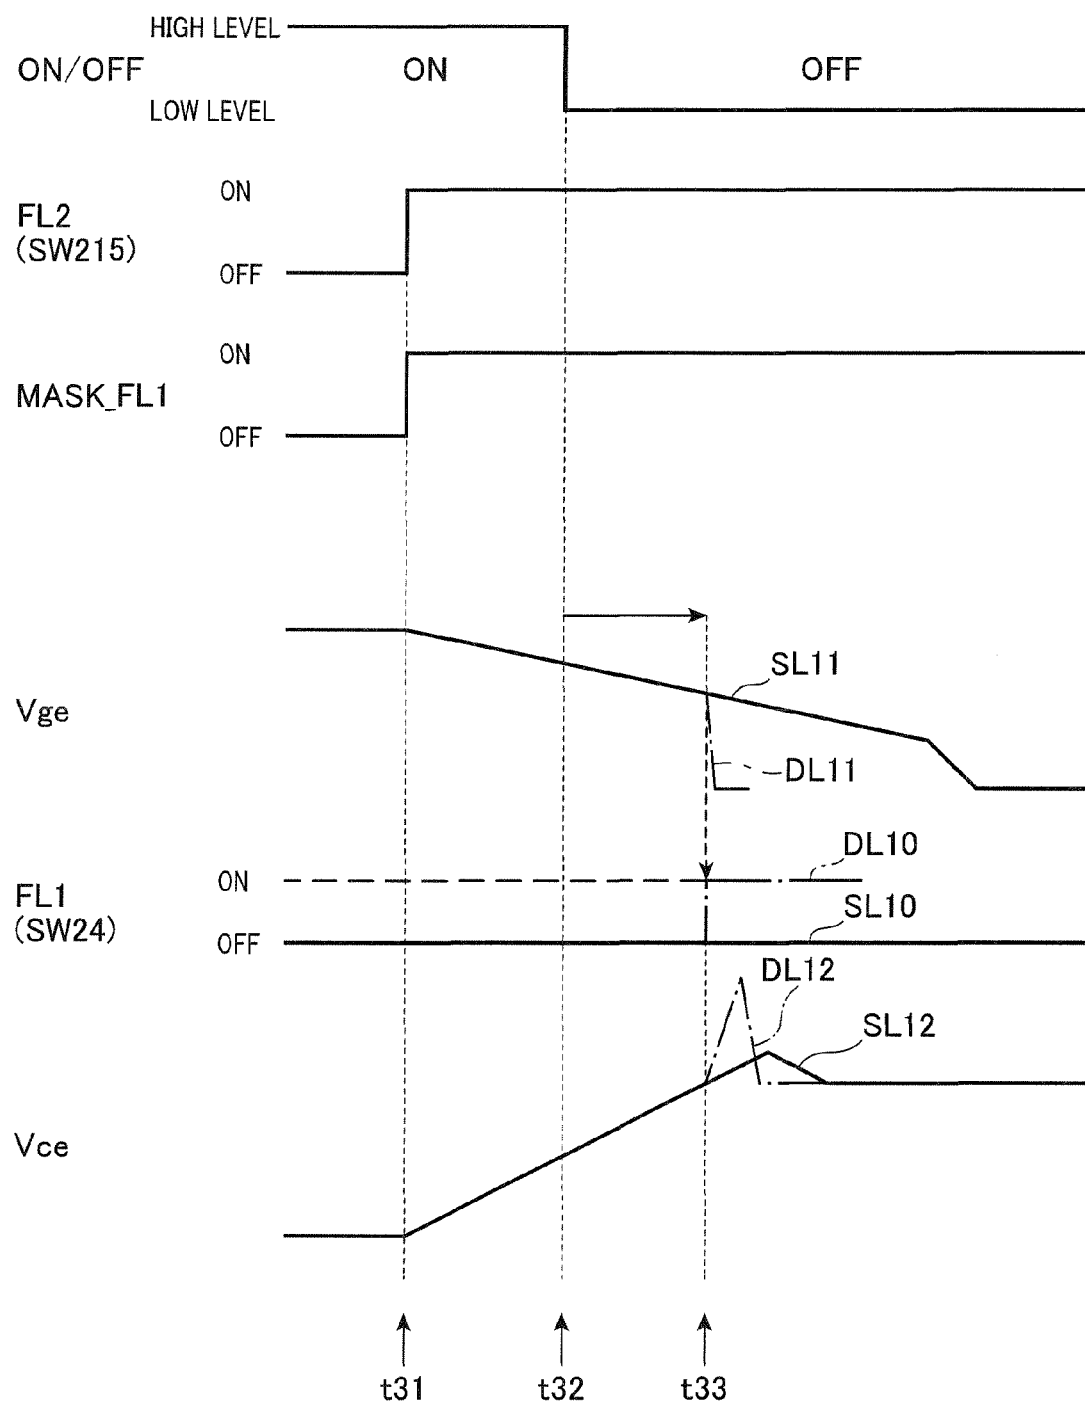 HIGH LEVEL
ON/OFF
ON
OFF
LOW LEVEL
ON
FL2
(SW215)
OFF
ON
MASK_FL1
OFF
SL11
Vge
DL11
DL10
ON
FL1
(SW24)
SL10
OFF
DL12
SL12
Vce
t31
t32
t33